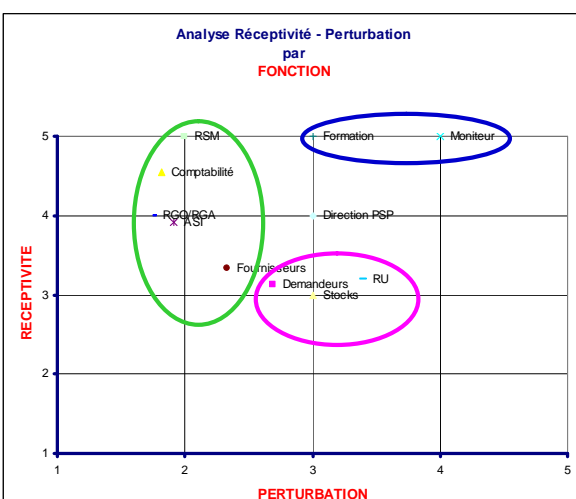 Analyse Réceptivité - Perturbation
par
FONCTION
RECEPTIVITE
5
4
3
2
1
RSM
Formation
Moniteur
Comptabilité
RGO/RGA
ASI
Direction PSP
Fournisseurs
Demandeurs
RU
Stocks
1
2
3
4
5
PERTURBATION